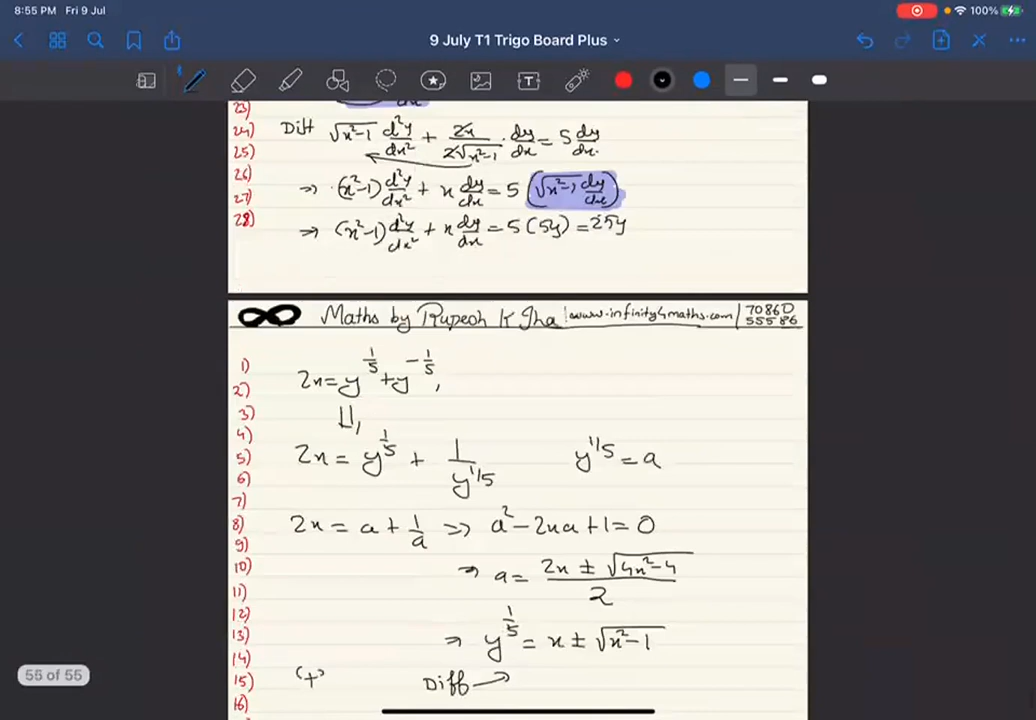 8:55 PM Fri 9 Jul
100%
9 July T1 Trigo Board Plus
23)
24) Diff √x²-1 d²y/dx² + 2x/2√x²-1 · dy/dx = 5 dy/dx.
25)
26) ⇒ (x²-1) d²y/dx² + x dy/dx = 5 (√x²-1 dy/dx)
27)
28) ⇒ (x²-1) d²y/dx² + x dy/dx = 5 (5y) = 25y
Maths by Rupesh K Jha | www.infinity4maths.com | 70860 55586
1)
2) 2x = y^1/5 + y^-1/5,
3)
4)
5) 2x = y^1/5 + 1/y^1/5 y^1/5 = a
6)
7)
8) 2x = a + 1/a ⇒ a² - 2xa + 1 = 0
9)
10) ⇒ a = 2x ± √4x²-4 / 2
11)
12)
13) ⇒ y^1/5 = x ± √x²-1
14)
15) (+) Diff →
16)
55 of 55